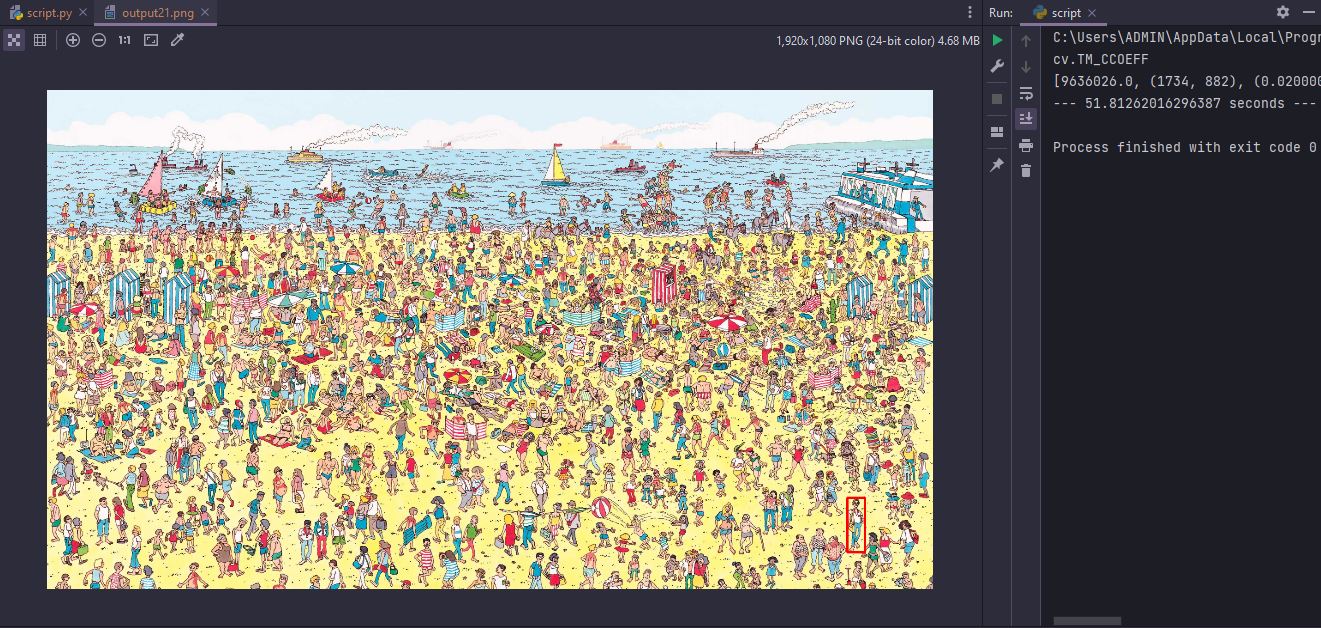 script.py
output21.png
Run:
script
1:1
1,920x1,080 PNG (24-bit color) 4.68 MB
C:\Users\ADMIN\AppData\Local\Progr
cv.TM_CCOEFF
[9636026.0, (1734, 882), (0.020000
--- 51.81262016296387 seconds ---
Process finished with exit code 0